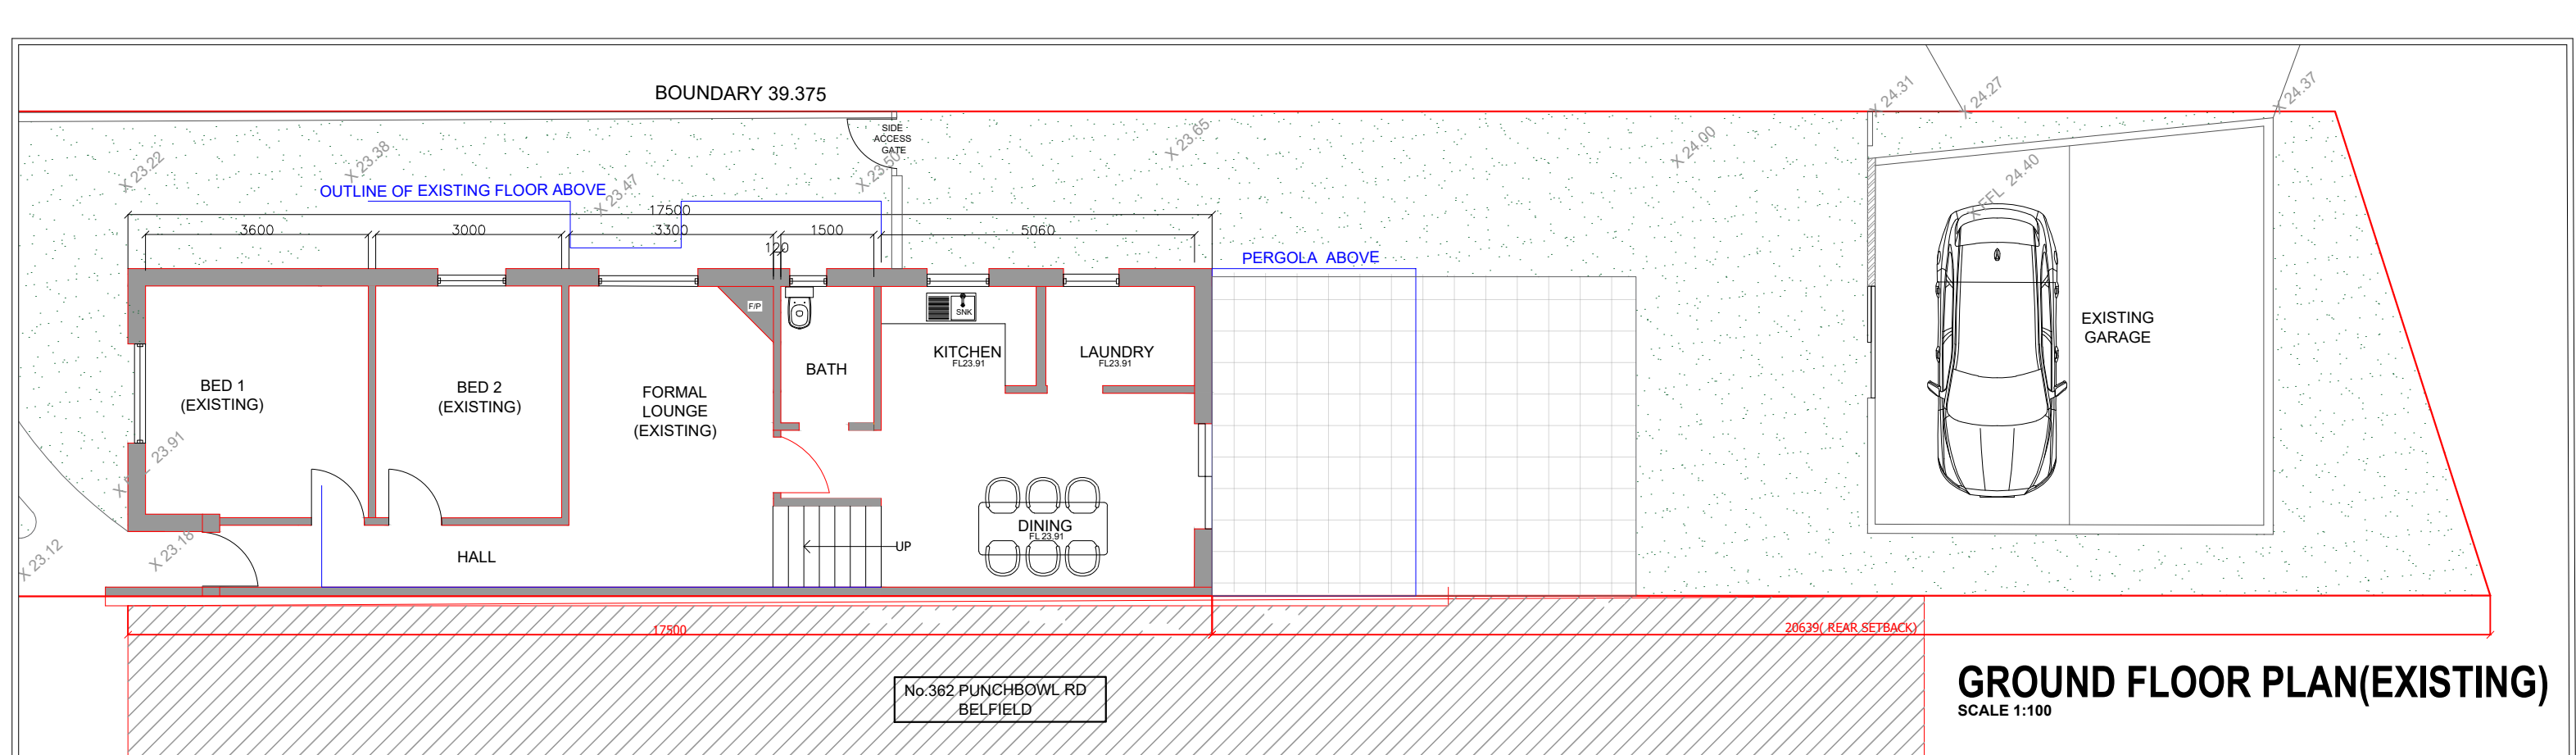 BOUNDARY 39.375
SIDE
ACCESS
GATE
X 24.31
X 24.27
X 24.37
X 23.22
X 23.38
X 23.47
X 23.50
X 23.65
X 24.00
X FFL 24.40
OUTLINE OF EXISTING FLOOR ABOVE
17500
3600
3000
3300
120
1500
5060
PERGOLA ABOVE
F/P
SNK
BED 1
(EXISTING)
BED 2
(EXISTING)
FORMAL
LOUNGE
(EXISTING)
BATH
KITCHEN
FL23.91
LAUNDRY
FL23.91
EXISTING
GARAGE
23.91
DINING
FL 23.91
HALL
UP
X 23.12
X 23.18
17500
20639( REAR SETBACK)
No.362 PUNCHBOWL RD
BELFIELD
GROUND FLOOR PLAN(EXISTING)
SCALE 1:100